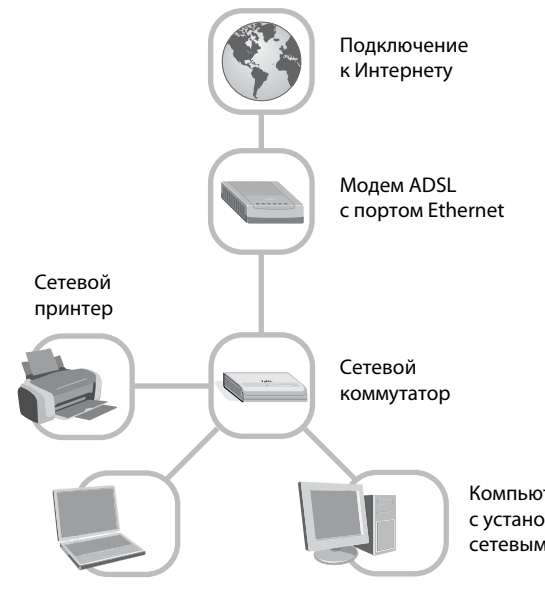 Подключение
к Интернету
Модем ADSL
с портом Ethernet
Сетевой
принтер
Сетевой
коммутатор
с